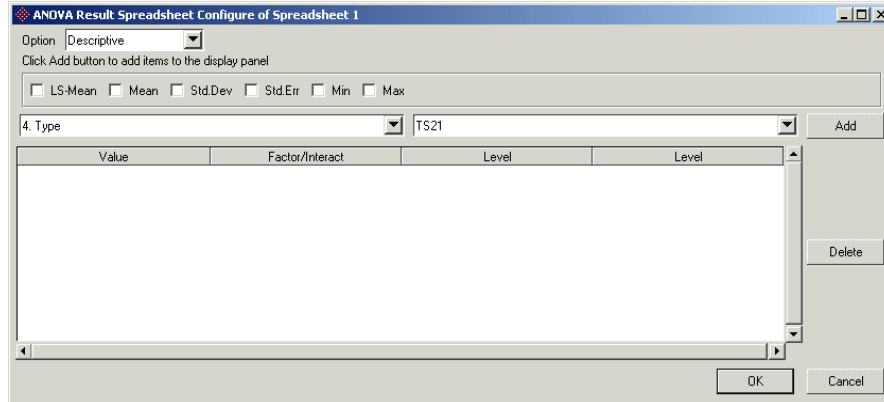 ANOVA Result Spreadsheet Configure of Spreadsheet 1
Option Descriptive
Click Add button to add items to the display panel
LS-Mean Mean Std.Dev Std.Err Min Max
4. Type TS21 Add
Value Factor/Interact Level Level
Delete
OK Cancel